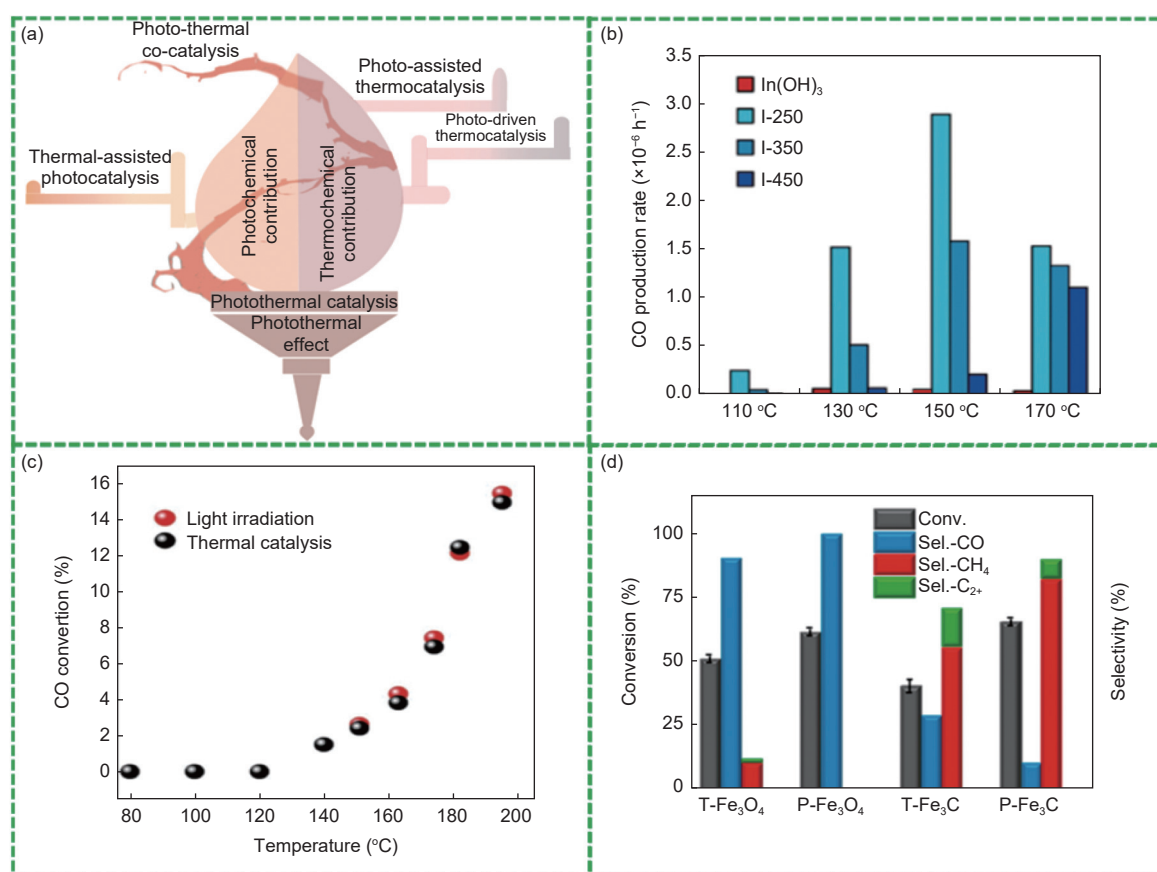 (a)
Photo-thermal
co-catalysis
Photo-assisted
thermocatalysis
Photo-driven
thermocatalysis
Thermal-assisted
photocatalysis
Photochemical
contribution
Thermochemical
contribution
Photothermal catalysis
Photothermal
effect
(b)
CO production rate (×10⁻⁶ h⁻¹)
3.5
3.0
2.5
2.0
1.5
1.0
0.5
0.0
In(OH)₃
I-250
I-350
I-450
110 °C
130 °C
150 °C
170 °C
(c)
CO convertion (%)
16
14
12
10
8
6
4
2
0
Light irradiation
Thermal catalysis
80
100
120
140
160
180
200
Temperature (°C)
(d)
Conversion (%)
100
75
50
25
0
Conv.
Sel.-CO
Sel.-CH₄
Sel.-C₂₊
Selectivity (%)
T-Fe₃O₄
P-Fe₃O₄
T-Fe₃C
P-Fe₃C